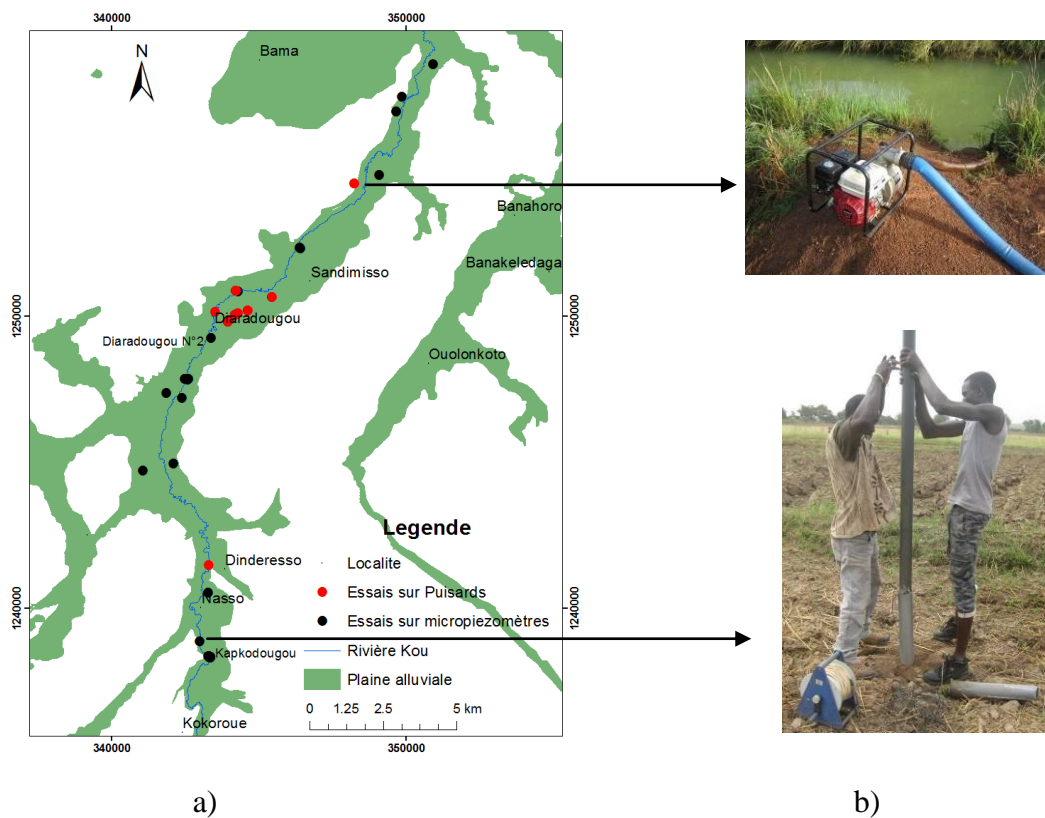 340000
350000
N
Bama
Banahoro
Banakeledaga
Sandimisso
1250000
1250000
Diaradougou
Diaradougou N°2
Ouolonkoto
Legende
Dinderesso
Localite
Essais sur Puisards
Nasso
1240000
1240000
Essais sur micropiezomètres
Kapkodougou
Rivière Kou
Plaine alluviale
0 1.25 2.5 5 km
Kokoroue
340000
350000
a)
b)